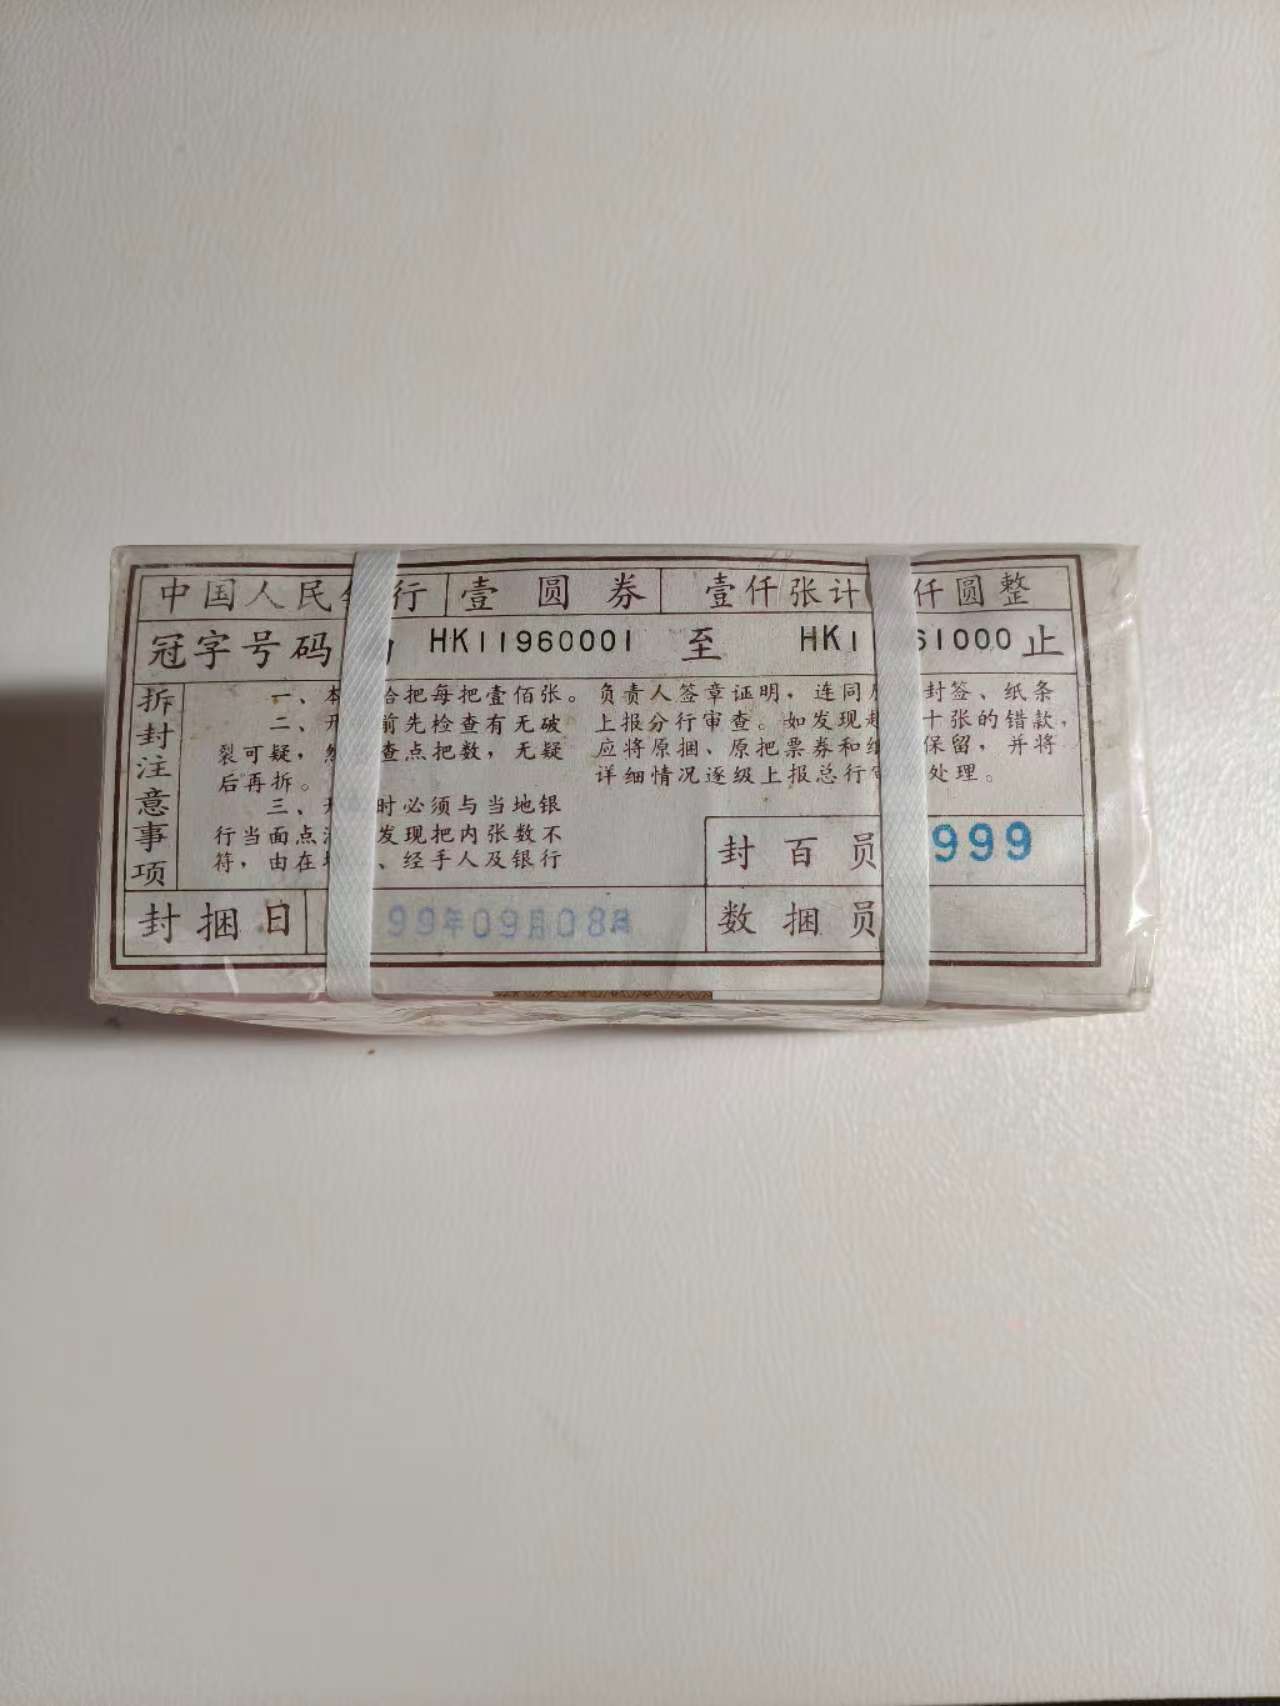 中国人民 行 壹圆券 壹仟张计 仟圆整
冠字号码 HK11960001 至 HK1 61000 止
拆封注意事项
一、本 拾把每把壹佰张。
二、开 前先检查有无破
裂可疑，然 查点把数，无疑
后再拆。
三、开 时必须与当地银
行当面点 发现把内张数不
符，由在 、经手人及银行
负责人签章证明，连同 封签、纸条
上报分行审查。如发现 十张的错款，
应将原捆、原把票券和 保留，并将
详细情况逐级上报总行 处理。
封百员 999
封捆日 99年09月08日
数捆员